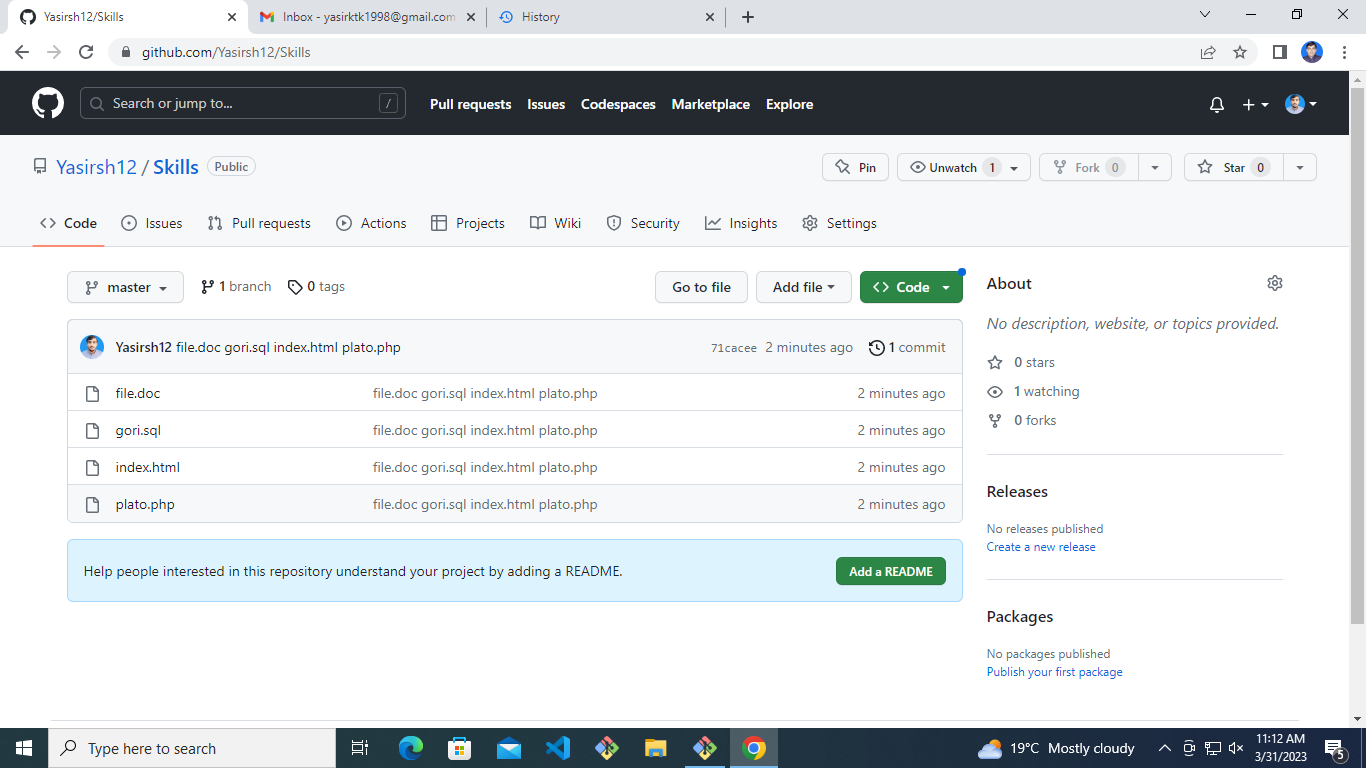 Yasirsh12/Skills
Inbox - yasirktk1998@gmail.com
History
github.com/Yasirsh12/Skills
Search or jump to... /
Pull requests Issues Codespaces Marketplace Explore
Yasirsh12 / Skills Public
Pin Unwatch 1 Fork 0 Star 0
Code Issues Pull requests Actions Projects Wiki Security Insights Settings
master 1 branch 0 tags Go to file Add file Code
Yasirsh12 file.doc gori.sql index.html plato.php 71cacee 2 minutes ago 1 commit
file.doc file.doc gori.sql index.html plato.php 2 minutes ago
gori.sql file.doc gori.sql index.html plato.php 2 minutes ago
index.html file.doc gori.sql index.html plato.php 2 minutes ago
plato.php file.doc gori.sql index.html plato.php 2 minutes ago
Help people interested in this repository understand your project by adding a README. Add a README
About
No description, website, or topics provided.
0 stars
1 watching
0 forks
Releases
No releases published
Create a new release
Packages
No packages published
Publish your first package
Type here to search
19°C Mostly cloudy
11:12 AM
3/31/2023
5